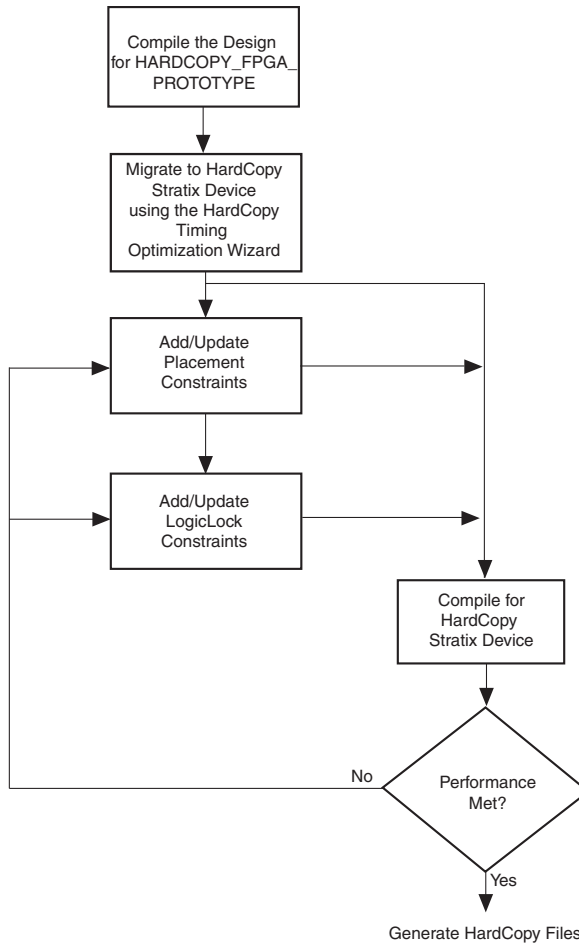 Compile the Design
for HARDCOPY_FPGA_
PROTOTYPE
Migrate to HardCopy
Stratix Device
using the HardCopy
Timing
Optimization Wizard
Add/Update
Placement
Constraints
Add/Update
LogicLock
Constraints
Compile for
HardCopy
Stratix Device
Performance
Met?
No
Yes
Generate HardCopy Files